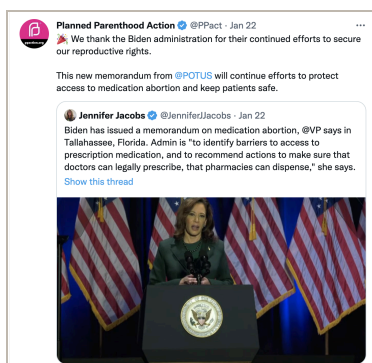 Planned Parenthood Action @PPact · Jan 22 ...
We thank the Biden administration for their continued efforts to secure
our reproductive rights.
This new memorandum from @POTUS will continue efforts to protect
access to medication abortion and keep patients safe.
Jennifer Jacobs @JenniferJJacobs · Jan 22
Biden has issued a memorandum on medication abortion, @VP says in
Tallahassee, Florida. Admin is "to identify barriers to access to
prescription medication, and to recommend actions to make sure that
doctors can legally prescribe, that pharmacies can dispense," she says.
Show this thread